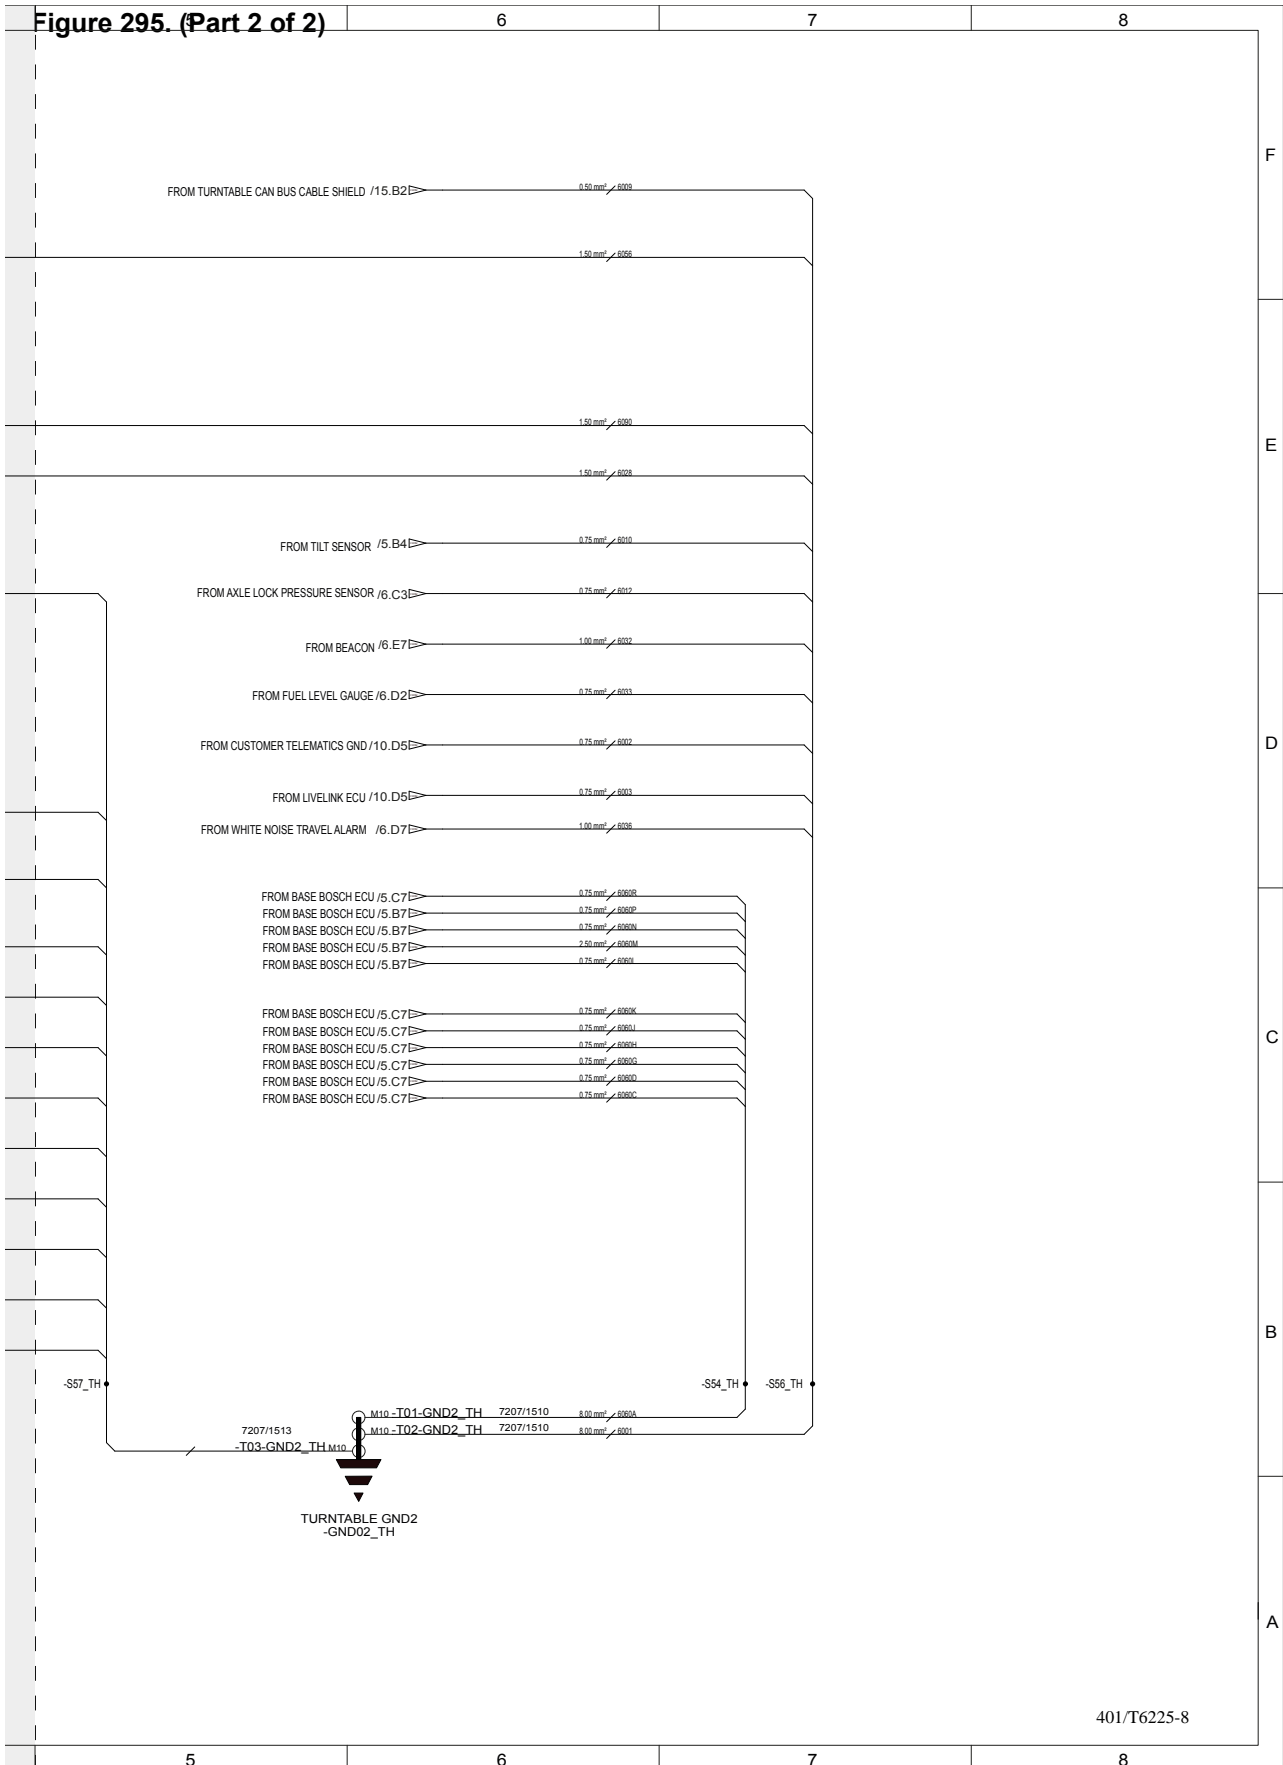 Figure 295. (Part 2 of 2)
5 6 7 8
F
FROM TURNTABLE CAN BUS CABLE SHIELD /15.B2 0.50 mm² 6009
1.50 mm² 6056
1.50 mm² 6090
E
1.50 mm² 6028
FROM TILT SENSOR /5.B4 0.75 mm² 6010
FROM AXLE LOCK PRESSURE SENSOR /6.C3 0.75 mm² 6012
FROM BEACON /6.E7 1.00 mm² 6032
FROM FUEL LEVEL GAUGE /6.D2 0.75 mm² 6033
FROM CUSTOMER TELEMATICS GND /10.D5 0.75 mm² 6002
D
FROM LIVELINK ECU /10.D5 0.75 mm² 6003
FROM WHITE NOISE TRAVEL ALARM /6.D7 1.00 mm² 6036
FROM BASE BOSCH ECU /5.C7 0.75 mm² 6060R
FROM BASE BOSCH ECU /5.B7 0.75 mm² 6060P
FROM BASE BOSCH ECU /5.B7 0.75 mm² 6060N
FROM BASE BOSCH ECU /5.B7 2.50 mm² 6060M
FROM BASE BOSCH ECU /5.B7 0.75 mm² 6060L
FROM BASE BOSCH ECU /5.C7 0.75 mm² 6060K
FROM BASE BOSCH ECU /5.C7 0.75 mm² 6060J
C
FROM BASE BOSCH ECU /5.C7 0.75 mm² 6060H
FROM BASE BOSCH ECU /5.C7 0.75 mm² 6060G
FROM BASE BOSCH ECU /5.C7 0.75 mm² 6060D
FROM BASE BOSCH ECU /5.C7 0.75 mm² 6060C
B
-S57_TH -S54_TH -S56_TH
M10 -T01-GND2_TH 7207/1510 8.00 mm² 6060A
7207/1513 M10 -T02-GND2_TH 7207/1510 8.00 mm² 6001
-T03-GND2_TH M10
TURNTABLE GND2
-GND02_TH
A
401/T6225-8
5 6 7 8